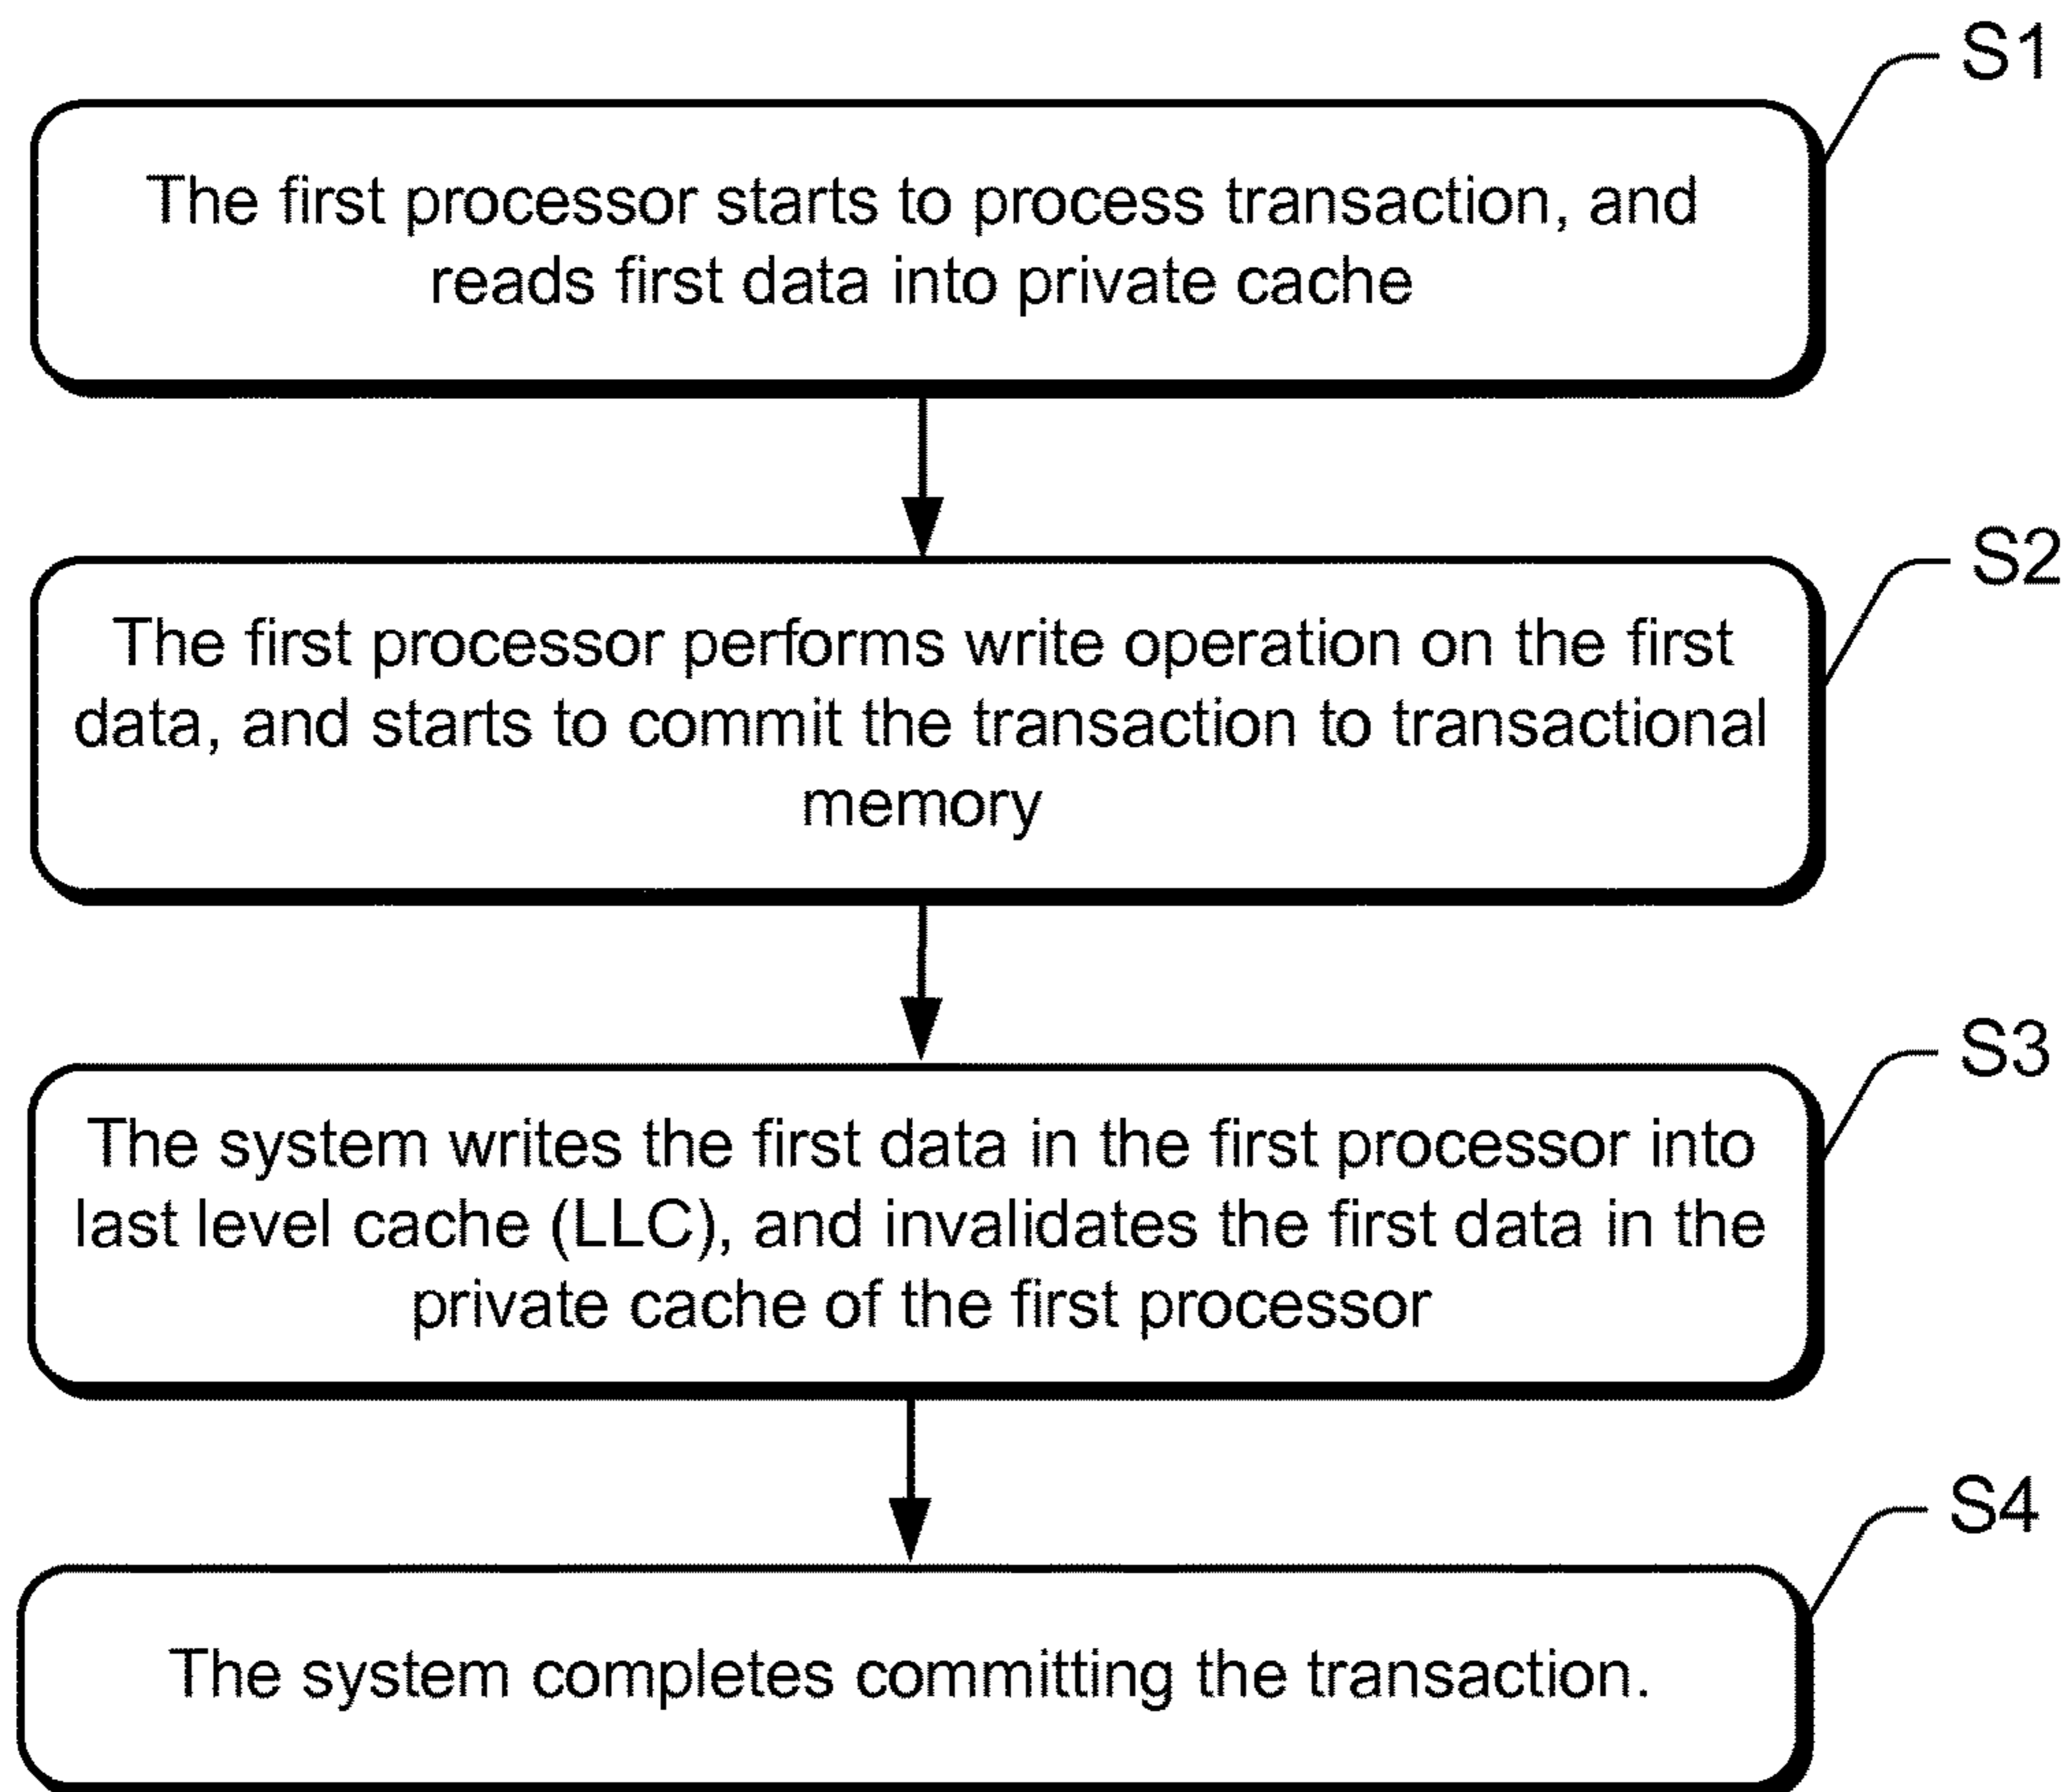 S1
The first processor starts to process transaction, and
reads first data into private cache
S2
The first processor performs write operation on the first
data, and starts to commit the transaction to transactional
memory
S3
The system writes the first data in the first processor into
last level cache (LLC), and invalidates the first data in the
private cache of the first processor
S4
The system completes committing the transaction.